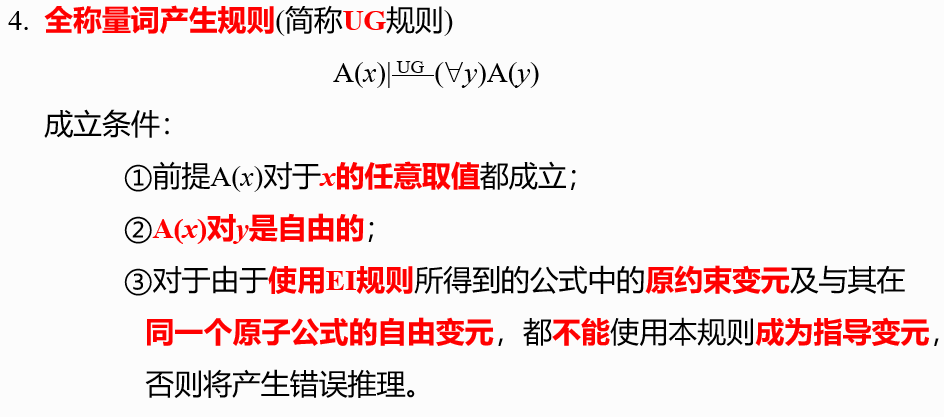 4. 全称量词产生规则(简称UG规则)
A(x)|UG(∀y)A(y)
成立条件：
①前提A(x)对于x的任意取值都成立；
②A(x)对y是自由的；
③对于由于使用EI规则所得到的公式中的原约束变元及与其在
同一个原子公式的自由变元，都不能使用本规则成为指导变元，
否则将产生错误推理。